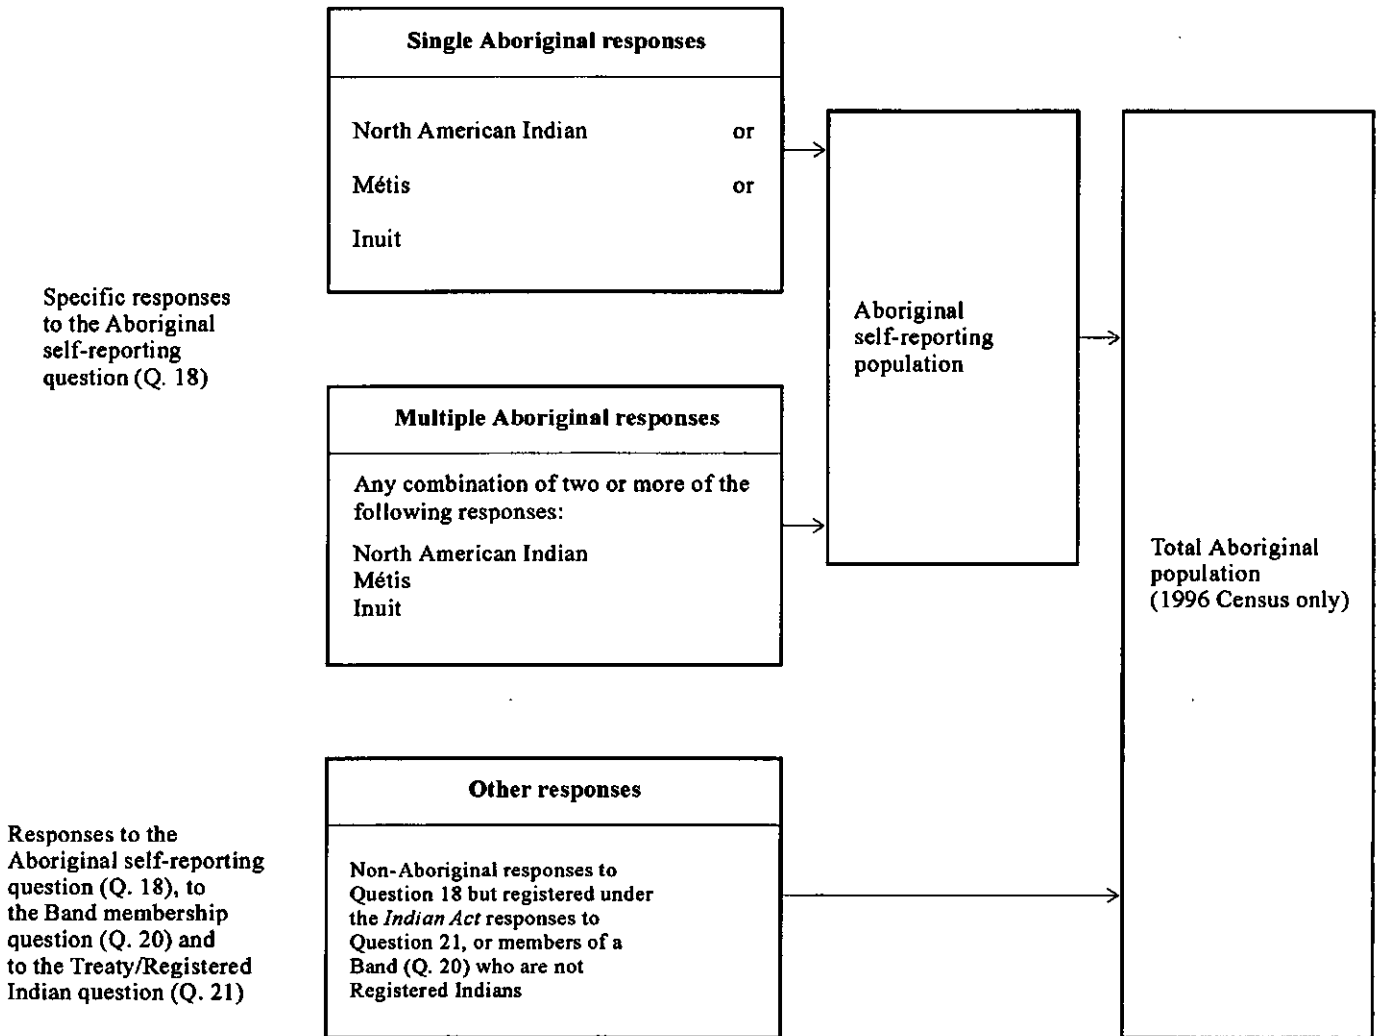 Single Aboriginal responses
North American Indian or
Métis or
Inuit
Specific responses
to the Aboriginal
self-reporting
question (Q. 18)
Aboriginal
self-reporting
population
Multiple Aboriginal responses
Any combination of two or more of the
following responses:
North American Indian
Métis
Inuit
Total Aboriginal
population
(1996 Census only)
Other responses
Responses to the
Aboriginal self-reporting
question (Q. 18), to
the Band membership
question (Q. 20) and
to the Treaty/Registered
Indian question (Q. 21)
Non-Aboriginal responses to
Question 18 but registered under
the Indian Act responses to
Question 21, or members of a
Band (Q. 20) who are not
Registered Indians